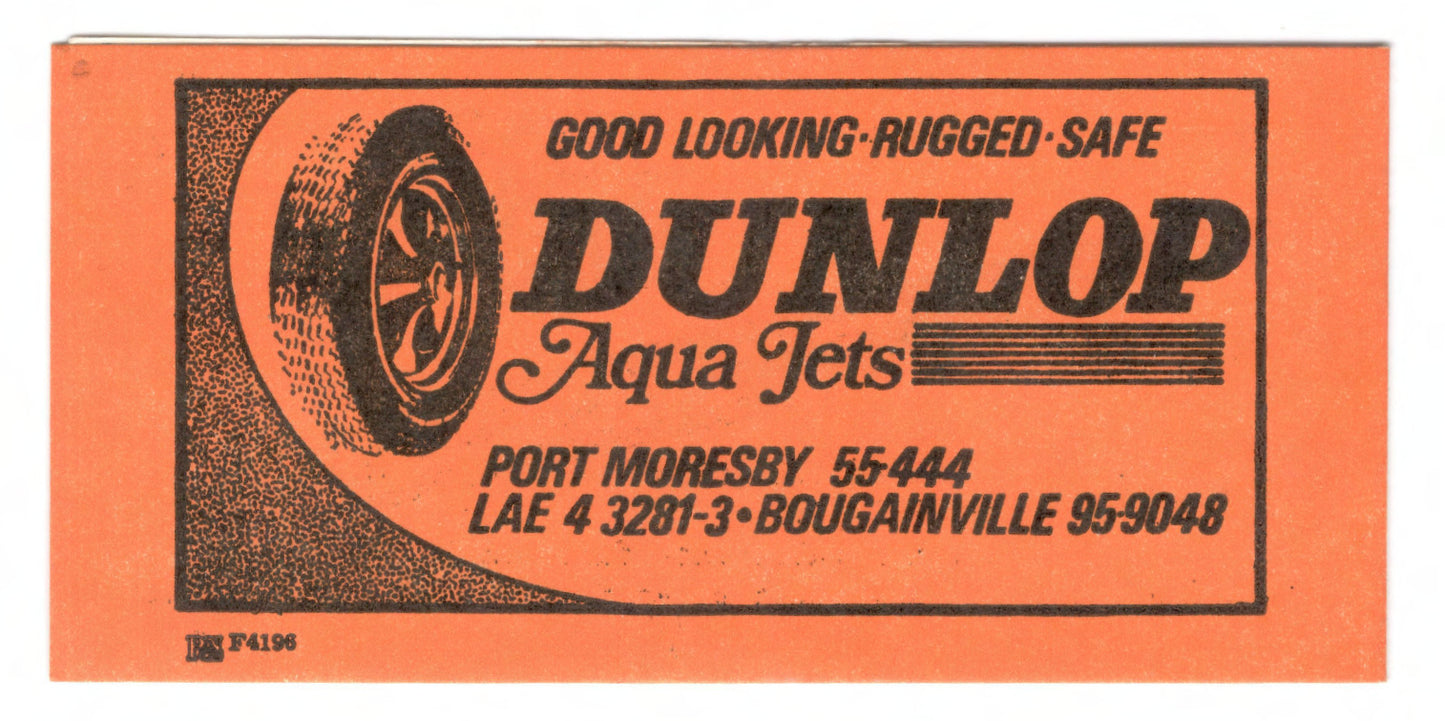 GOOD LOOKING·RUGGED·SAFE
DUNLOP
Aqua Jets
PORT MORESBY 55-444
LAE 4 3281-3•BOUGAINVILLE 95-9048
F4196